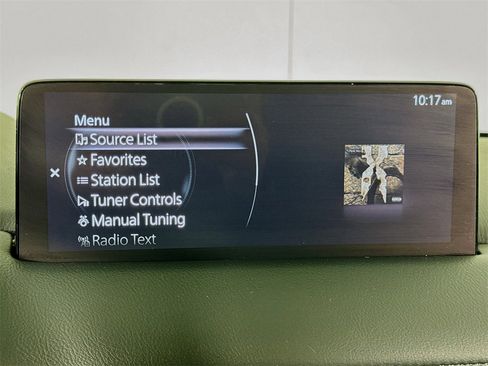 10:17 am
Menu
Source List
Favorites
Station List
Tuner Controls
Manual Tuning
Radio Text